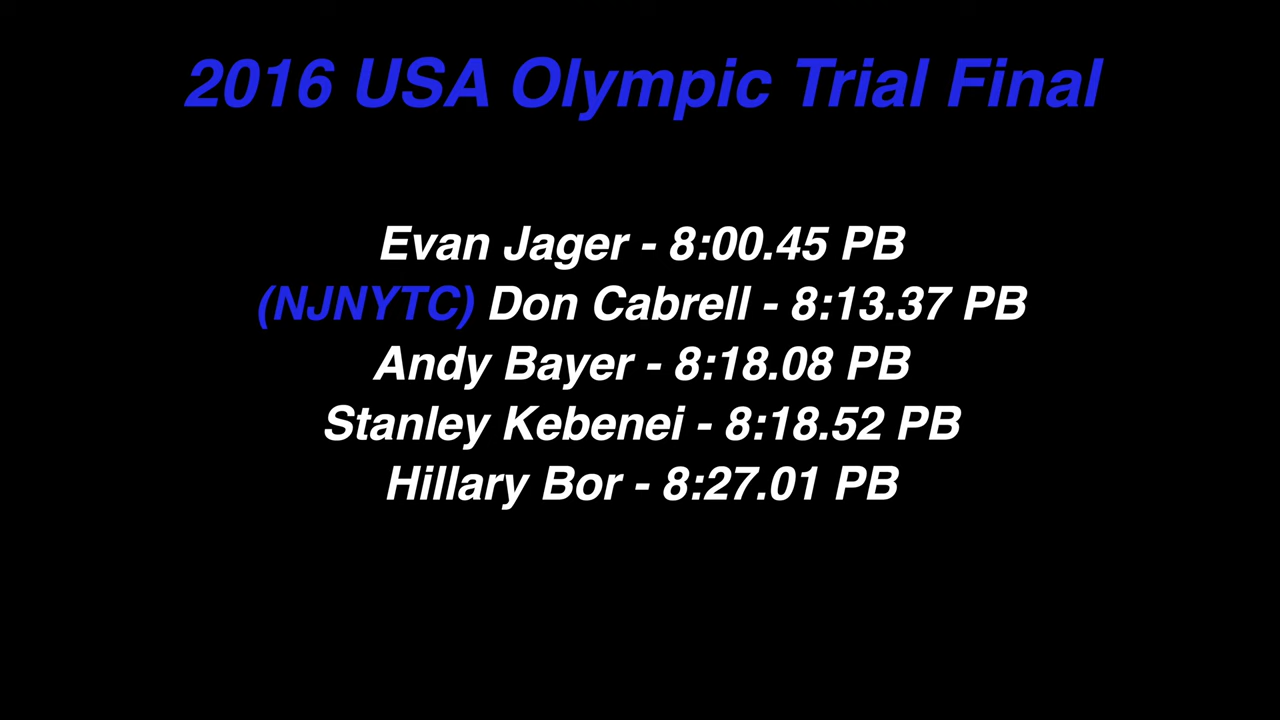 2016 USA Olympic Trial Final
Evan Jager - 8:00.45 PB
(NJNYTC) Don Cabrell - 8:13.37 PB
Andy Bayer - 8:18.08 PB
Stanley Kebenei - 8:18.52 PB
Hillary Bor - 8:27.01 PB